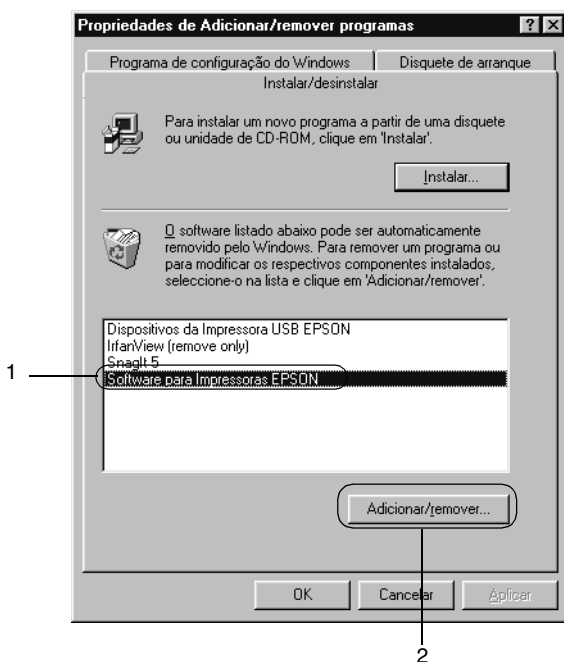 Propriedades de Adicionar/remover programas
Programa de configuração do Windows
Disquete de arranque
Instalar/desinstalar
Para instalar um novo programa a partir de uma disquete
ou unidade de CD-ROM, clique em 'Instalar'.
Instalar...
O software listado abaixo pode ser automaticamente
removido pelo Windows. Para remover um programa ou
para modificar os respectivos componentes instalados,
seleccione-o na lista e clique em 'Adicionar/remover'.
Dispositivos da Impressora USB EPSON
IrfanView (remove only)
SnagIt 5
1
Software para Impressoras EPSON
Adicionar/remover...
OK
Cancelar
Aplicar
2